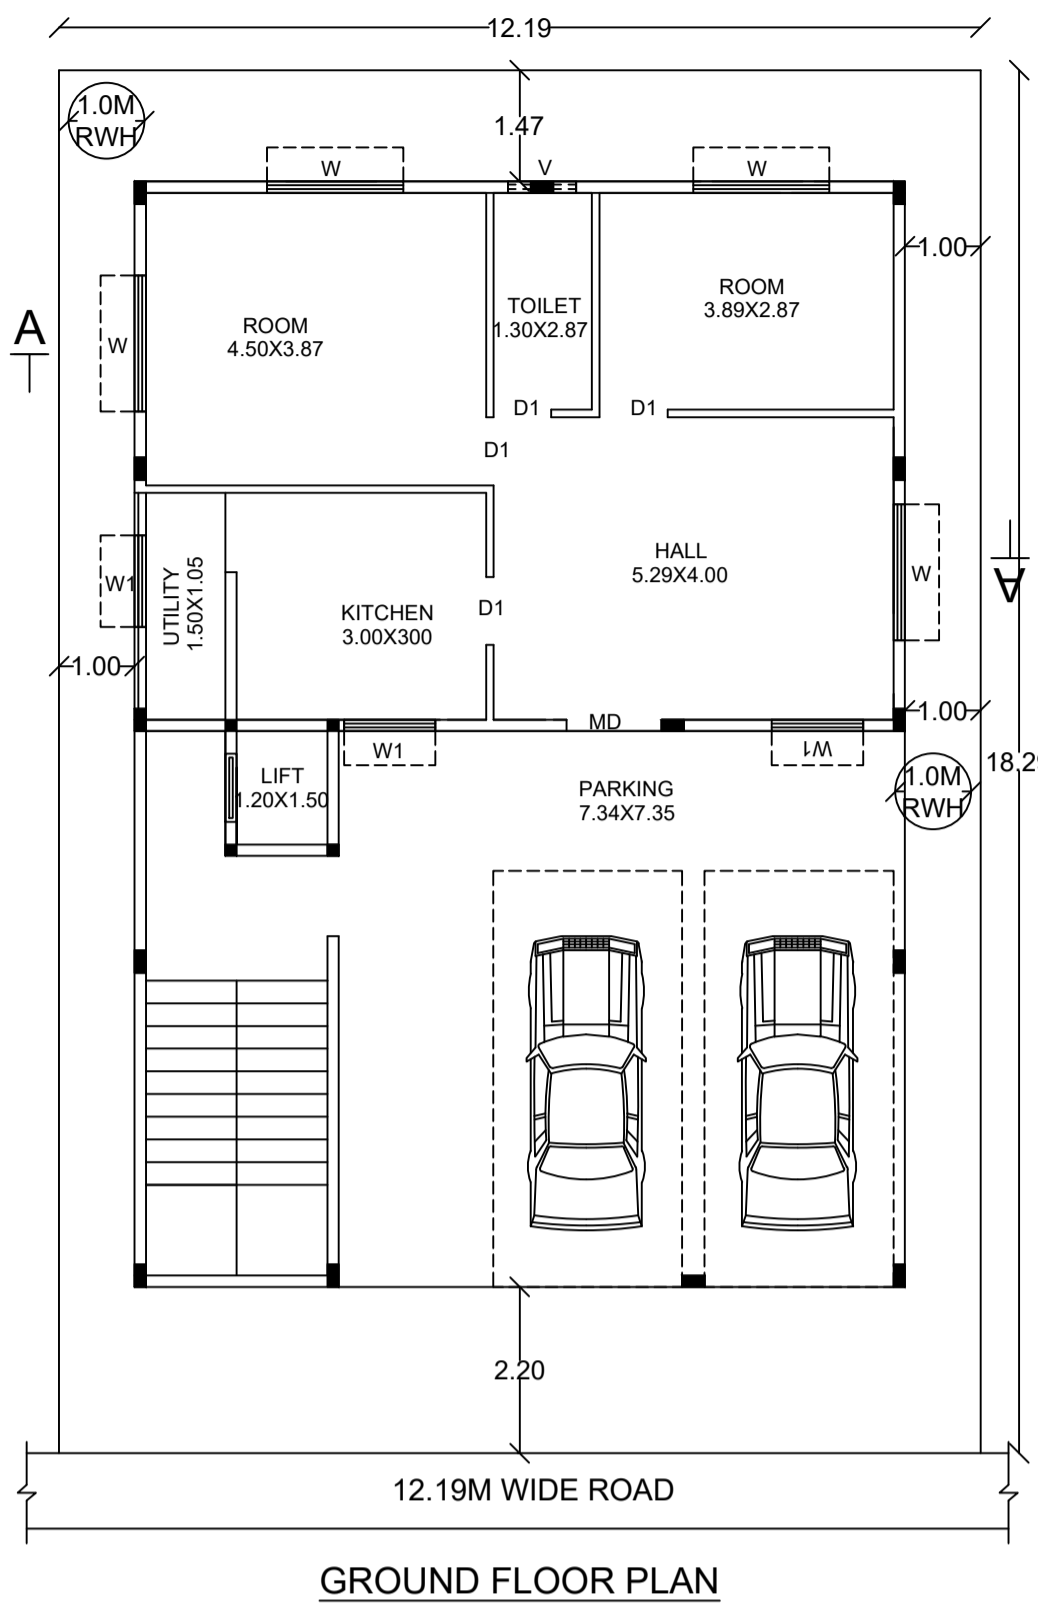 12.19
1.0M
RWH
1.47
W
V
W
1.00
A
W
ROOM
4.50X3.87
TOILET
1.30X2.87
ROOM
3.89X2.87
D1
D1
D1
W1
UTILITY
1.50X1.05
KITCHEN
3.00X300
D1
HALL
5.29X4.00
W
A
1.00
1.00
MD
W1
W1
LIFT
1.20X1.50
PARKING
7.34X7.35
1.0M
RWH
18.29
2.20
12.19M WIDE ROAD
GROUND FLOOR PLAN